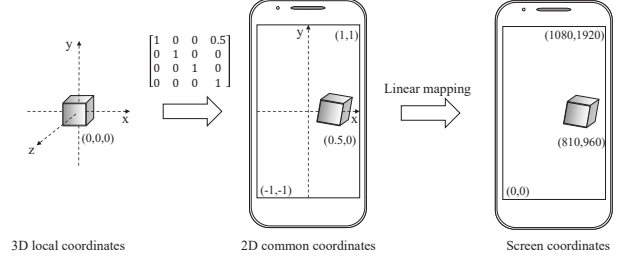 y
x
z
(0,0,0)
3D local coordinates
1 0 0 0.5
0 1 0 0
0 0 1 0
0 0 0 1
y
(1,1)
x
(0.5,0)
(-1,-1)
2D common coordinates
Linear mapping
(1080,1920)
(810,960)
(0,0)
Screen coordinates